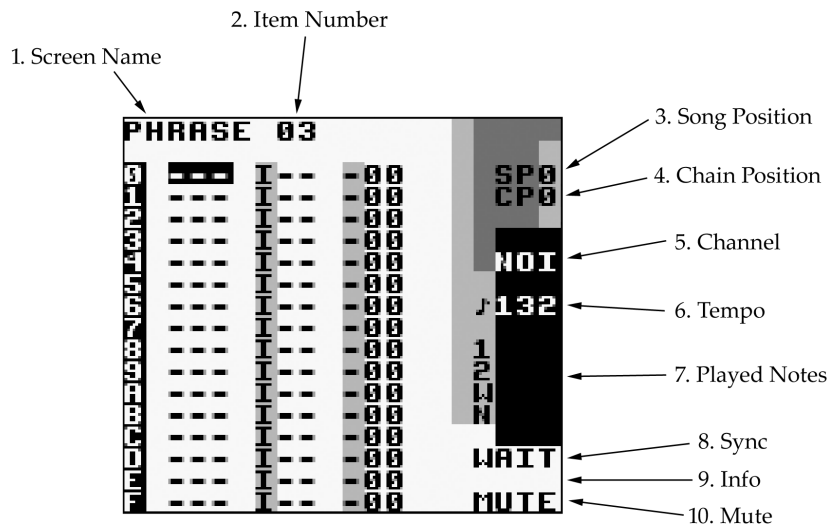 2. Item Number
1. Screen Name
PHRASE 03
3. Song Position
0 --- I-- -00 SP0
4. Chain Position
1 --- I-- -00 CP0
2 --- I-- -00
3 --- I-- -00
5. Channel
4 --- I-- -00 NOI
5 --- I-- -00
6. Tempo
6 --- I-- -00 ♪132
7 --- I-- -00
8 --- I-- -00 1
9 --- I-- -00 2
7. Played Notes
A --- I-- -00 W
B --- I-- -00 N
C --- I-- -00
8. Sync
D --- I-- -00 WAIT
9. Info
E --- I-- -00
F --- I-- -00 MUTE
10. Mute